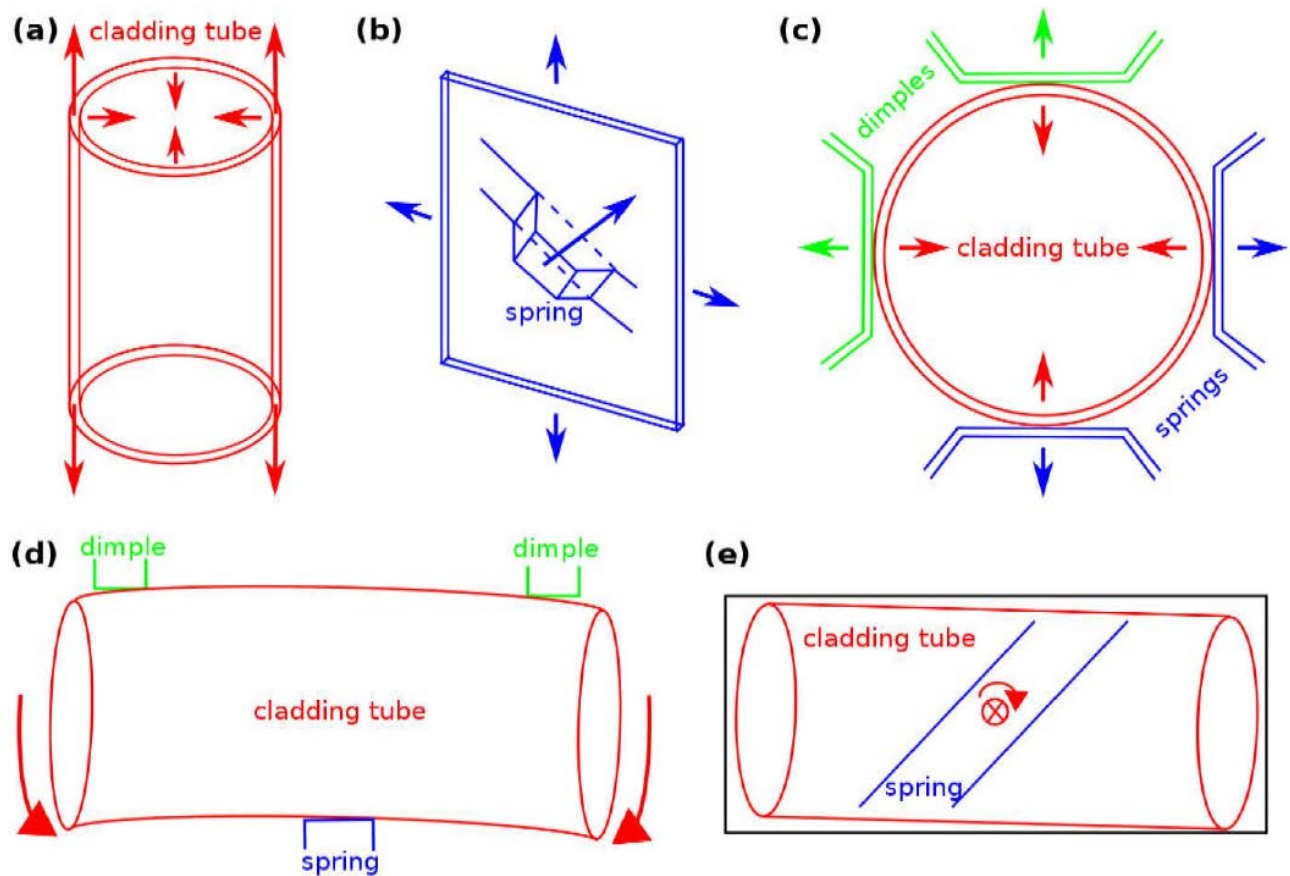 (a)
cladding tube
(b)
spring
(c)
dimples
cladding tube
springs
(d)
dimple
dimple
cladding tube
spring
(e)
cladding tube
spring